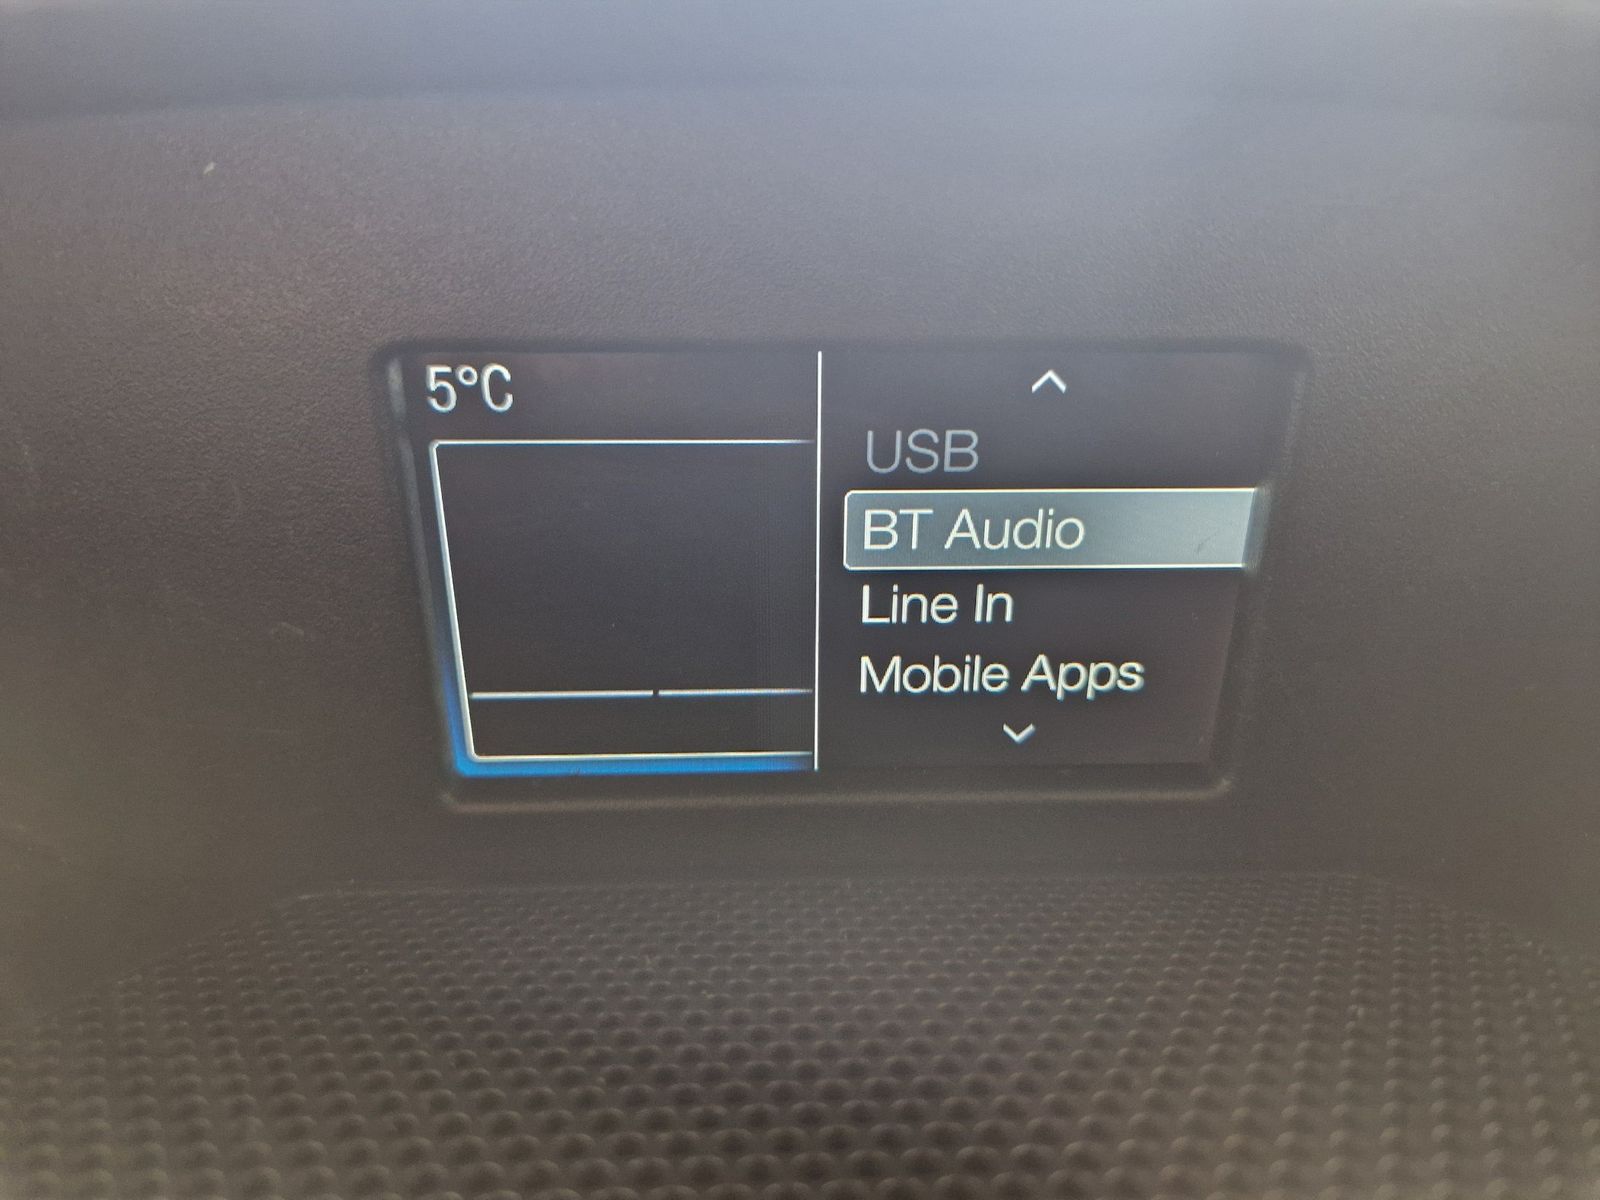 5°C
USB
BT Audio
Line In
Mobile Apps